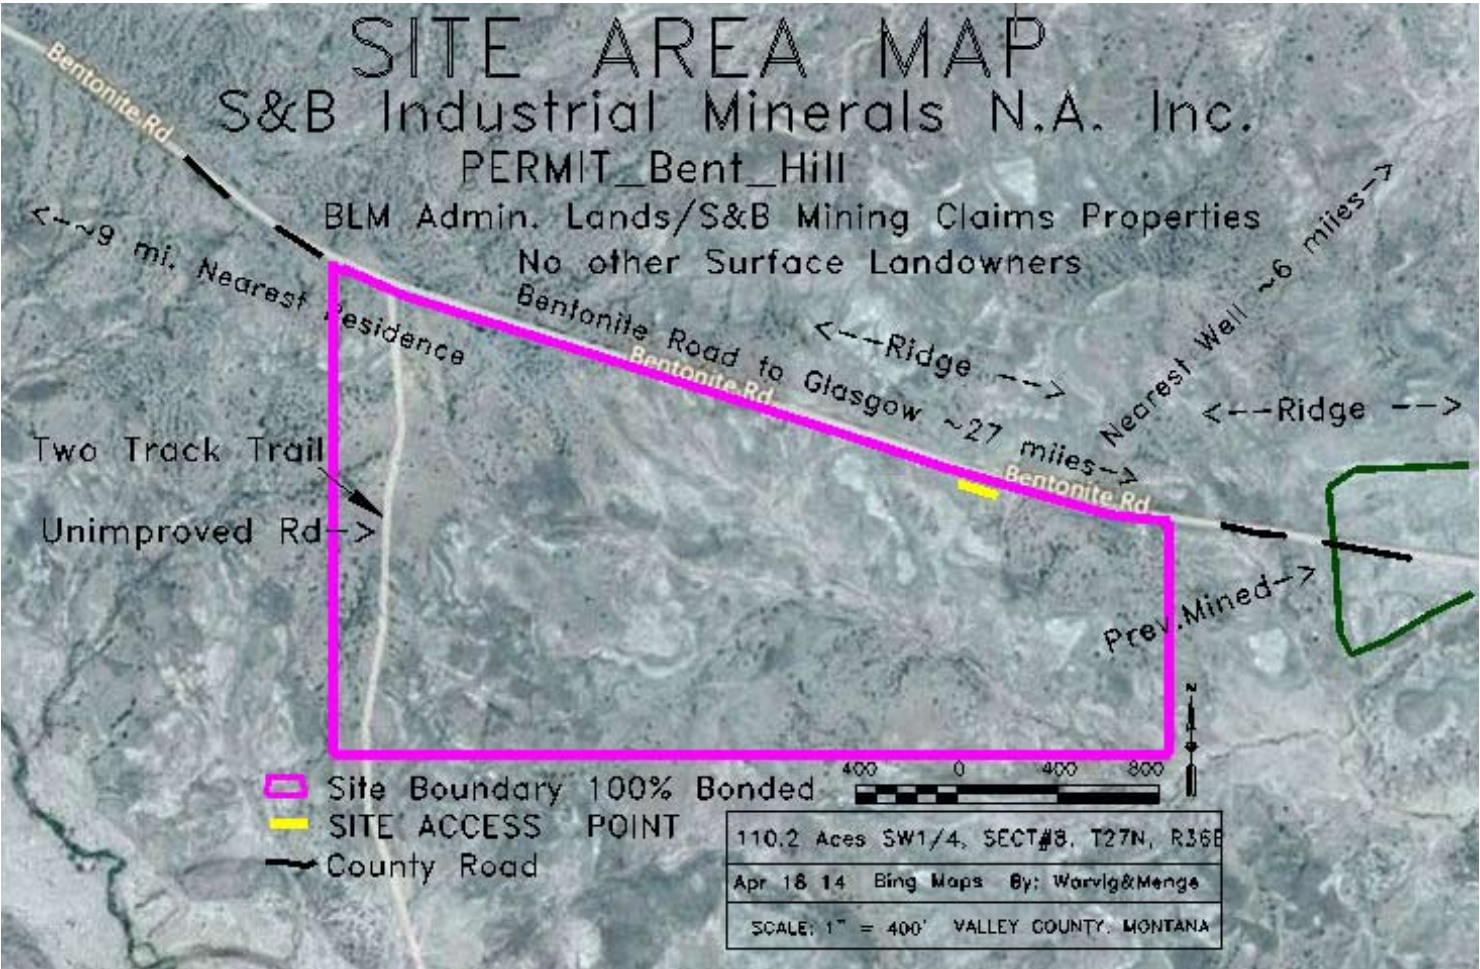 SITE AREA MAP
S&B Industrial Minerals N.A. Inc.
PERMIT_Bent_Hill
BLM Admin. Lands/S&B Mining Claims Properties
No other Surface Landowners
Bentonite Rd
<--~9 mi. Nearest Residence
Bentonite Road to Glasgow ~27 miles->
Bentonite Rd
<--Ridge -->
Nearest Well ~6 miles->
<--Ridge -->
Bentonite Rd
Two Track Trail
Unimproved Rd->
Prev.Mined->
N
400 0 400 800
Site Boundary 100% Bonded
SITE ACCESS POINT
County Road
110.2 Aces SW1/4, SECT#8, T27N, R36E
Apr 18 14 Bing Maps By: Warvig&Menge
SCALE: 1" = 400' VALLEY COUNTY, MONTANA